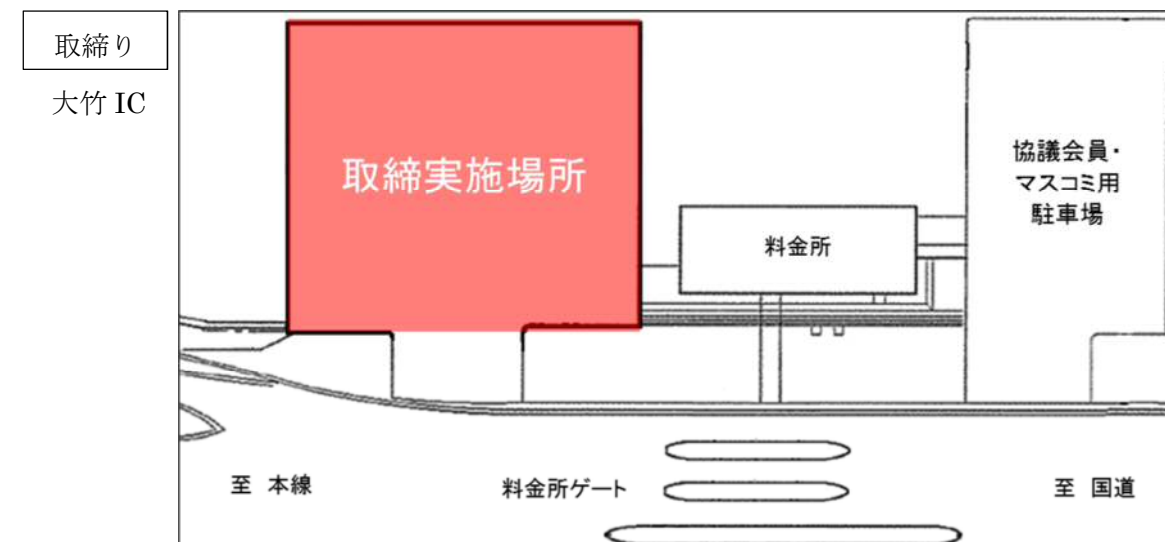 取締り
大竹 IC
取締実施場所
協議会員・
マスコミ用
駐車場
料金所
至 本線
料金所ゲート
至 国道